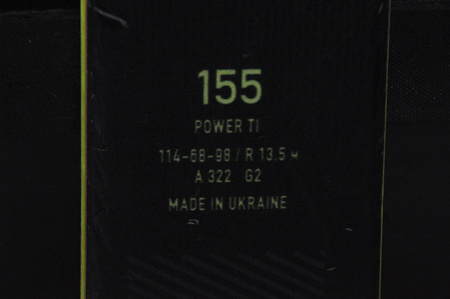 155
POWER TI
114-68-98 / R 13.5 M
A 322 G2
MADE IN UKRAINE